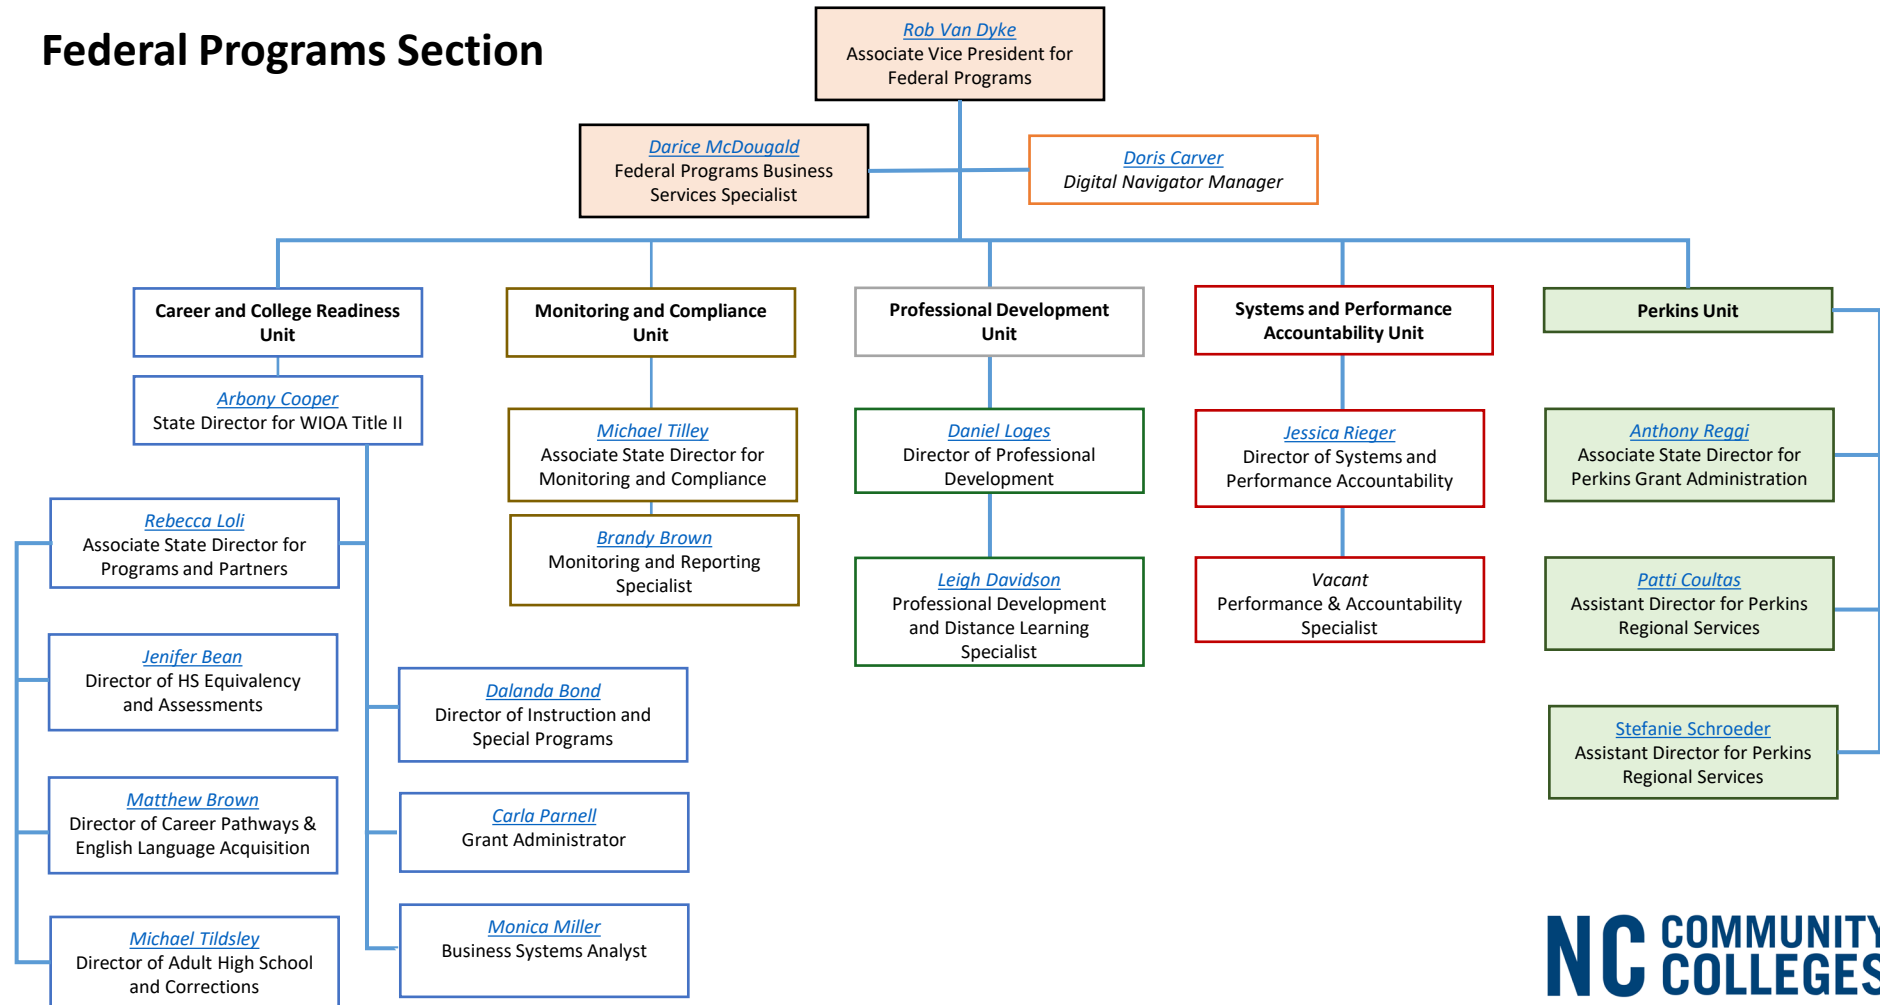 Federal Programs Section
Rob Van Dyke
Associate Vice President for
Federal Programs
Darice McDougald
Federal Programs Business
Services Specialist
Doris Carver
Digital Navigator Manager
Career and College Readiness
Unit
Arbony Cooper
State Director for WIOA Title II
Rebecca Loli
Associate State Director for
Programs and Partners
Jenifer Bean
Director of HS Equivalency
and Assessments
Matthew Brown
Director of Career Pathways &
English Language Acquisition
Michael Tildsley
Director of Adult High School
and Corrections
Dalanda Bond
Director of Instruction and
Special Programs
Carla Parnell
Grant Administrator
Monica Miller
Business Systems Analyst
Monitoring and Compliance
Unit
Michael Tilley
Associate State Director for
Monitoring and Compliance
Brandy Brown
Monitoring and Reporting
Specialist
Professional Development
Unit
Daniel Loges
Director of Professional
Development
Leigh Davidson
Professional Development
and Distance Learning
Specialist
Systems and Performance
Accountability Unit
Jessica Rieger
Director of Systems and
Performance Accountability
Vacant
Performance & Accountability
Specialist
Perkins Unit
Anthony Reggi
Associate State Director for
Perkins Grant Administration
Patti Coultas
Assistant Director for Perkins
Regional Services
Stefanie Schroeder
Assistant Director for Perkins
Regional Services
NC COMMUNITY
COLLEGES